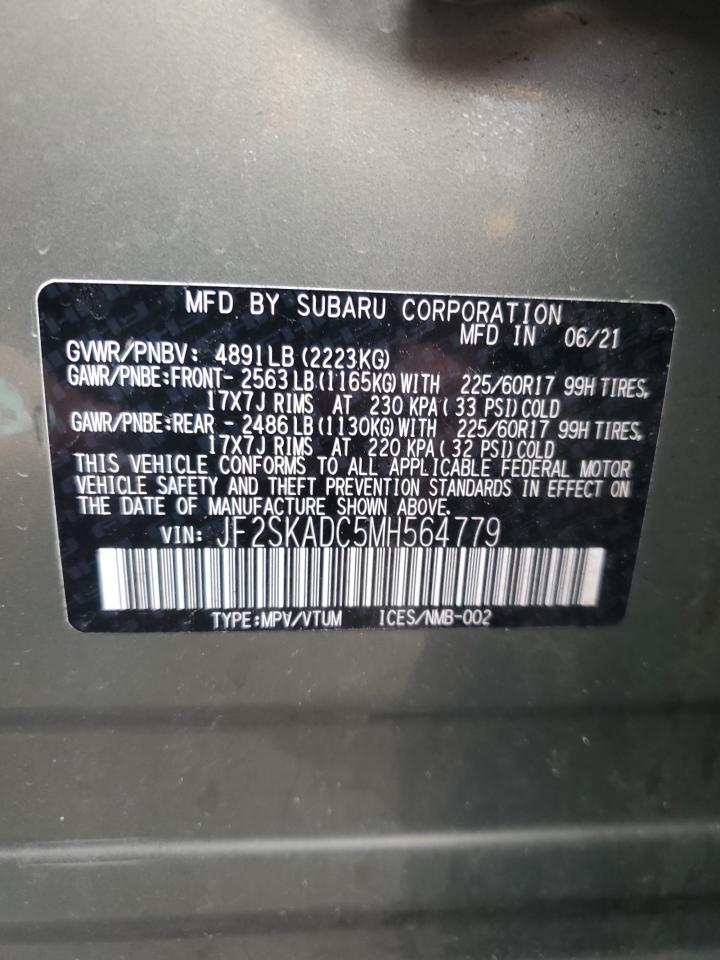 MFD BY SUBARU CORPORATION
MFD IN 06/21
GVWR/PNBV: 4891LB (2223KG)
GAWR/PNBE:FRONT- 2563 LB (1165KG) WITH 225/60R17 99H TIRES,
17X7J RIMS AT 230 KPA ( 33 PSI) COLD
GAWR/PNBE:REAR - 2486 LB (1130KG) WITH 225/60R17 99H TIRES,
17X7J RIMS AT 220 KPA ( 32 PSI) COLD
THIS VEHICLE CONFORMS TO ALL APPLICABLE FEDERAL MOTOR
VEHICLE SAFETY AND THEFT PREVENTION STANDARDS IN EFFECT ON
THE DATE OF MANUFACTURE SHOWN ABOVE.
VIN: JF2SKADC5MH564779
TYPE:MPV/VTUM ICES/NMB-002